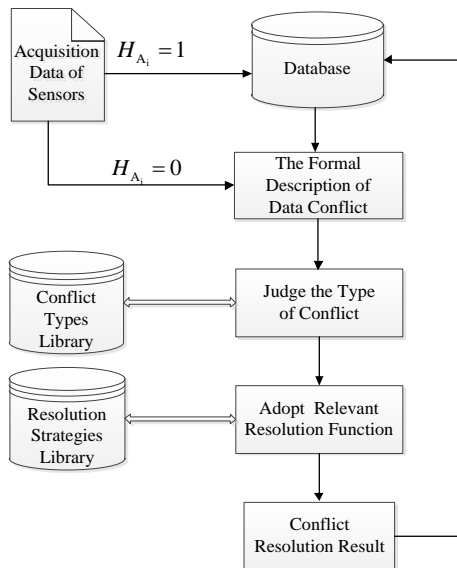 Acquisition
Data of
Sensors
H_{A_i} = 1
Database
H_{A_i} = 0
The Formal
Description of
Data Conflict
Conflict
Types
Library
Judge the Type
of Conflict
Resolution
Strategies
Library
Adopt Relevant
Resolution Function
Conflict
Resolution Result